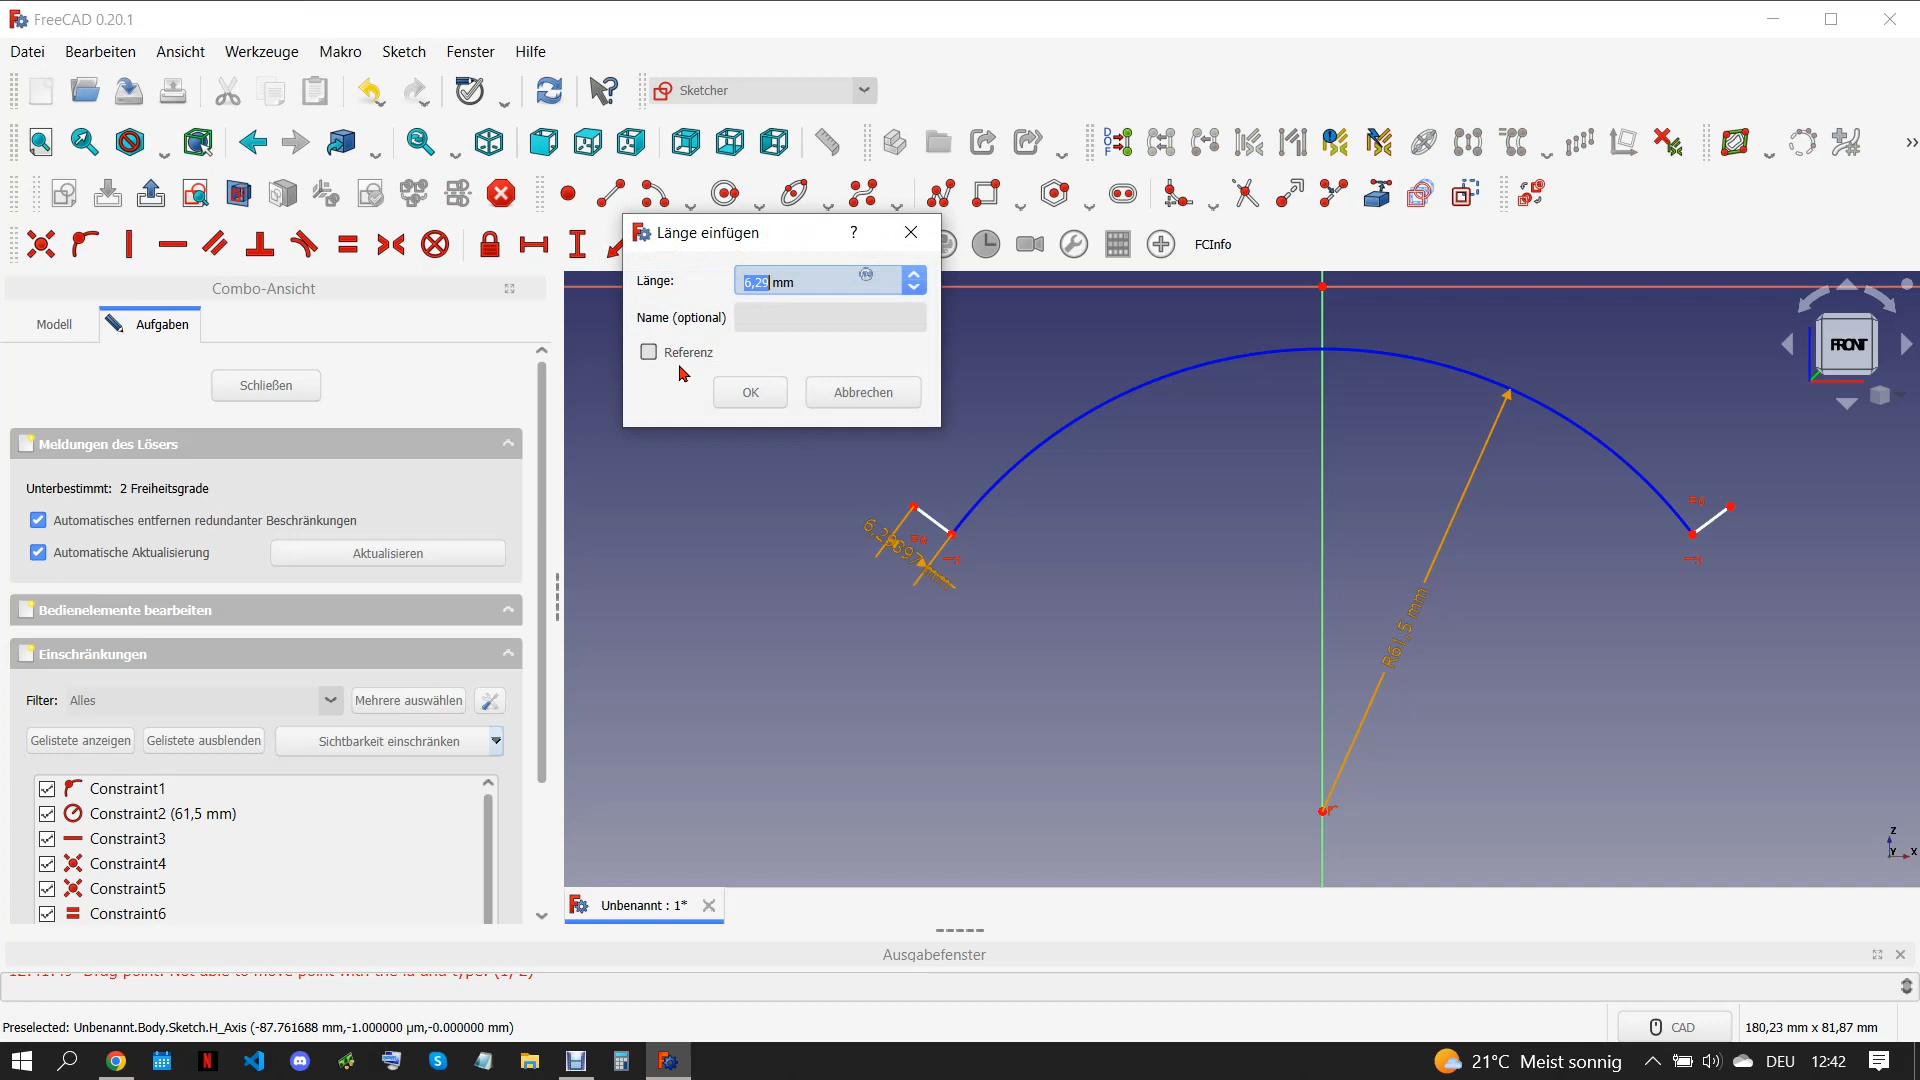 FreeCAD 0.20.1
Datei Bearbeiten Ansicht Werkzeuge Makro Sketch Fenster Hilfe
Sketcher
FCInfo
Länge einfügen ?
Länge: 6,29 mm
Name (optional)
Referenz
OK Abbrechen
Combo-Ansicht
Modell Aufgaben
Schließen
Meldungen des Lösers
Unterbestimmt: 2 Freiheitsgrade
Automatisches entfernen redundanter Beschränkungen
Automatische Aktualisierung Aktualisieren
Bedienelemente bearbeiten
Einschränkungen
Filter: Alles Mehrere auswählen
Gelistete anzeigen Gelistete ausblenden Sichtbarkeit einschränken
Constraint1
Constraint2 (61,5 mm)
Constraint3
Constraint4
Constraint5
Constraint6
FRONT
R61,5 mm
Z
Y X
Unbenannt : 1*
Ausgabefenster
Preselected: Unbenannt.Body.Sketch.H_Axis (-87.761688 mm,-1.000000 µm,-0.000000 mm)
CAD 180,23 mm x 81,87 mm
21°C Meist sonnig DEU 12:42